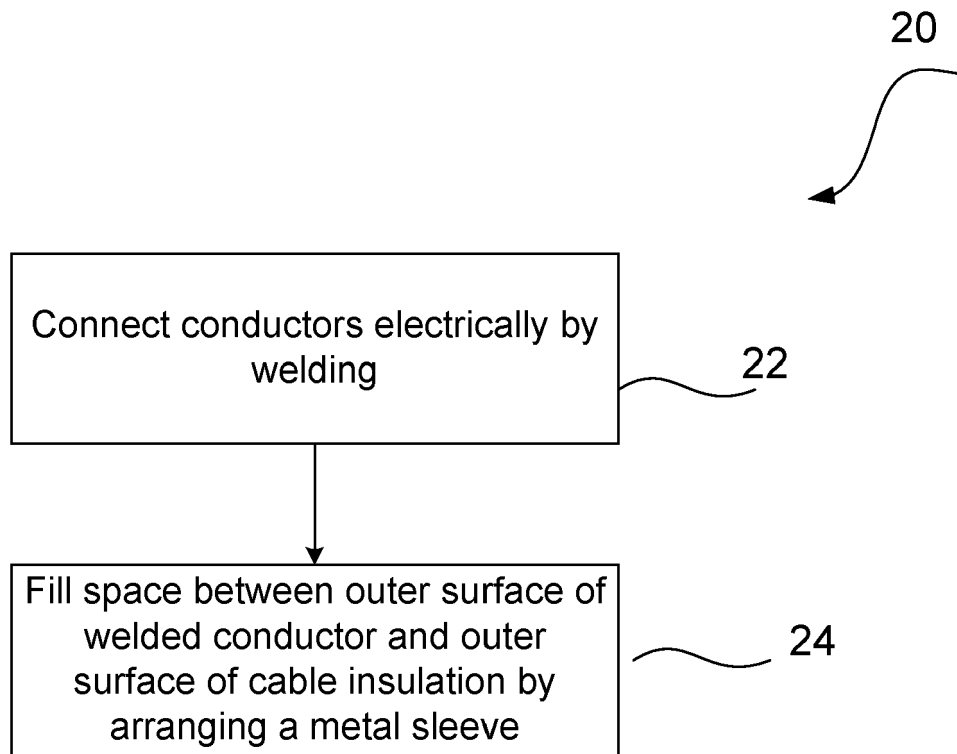 20
Connect conductors electrically by
welding
22
Fill space between outer surface of
welded conductor and outer
surface of cable insulation by
arranging a metal sleeve
24